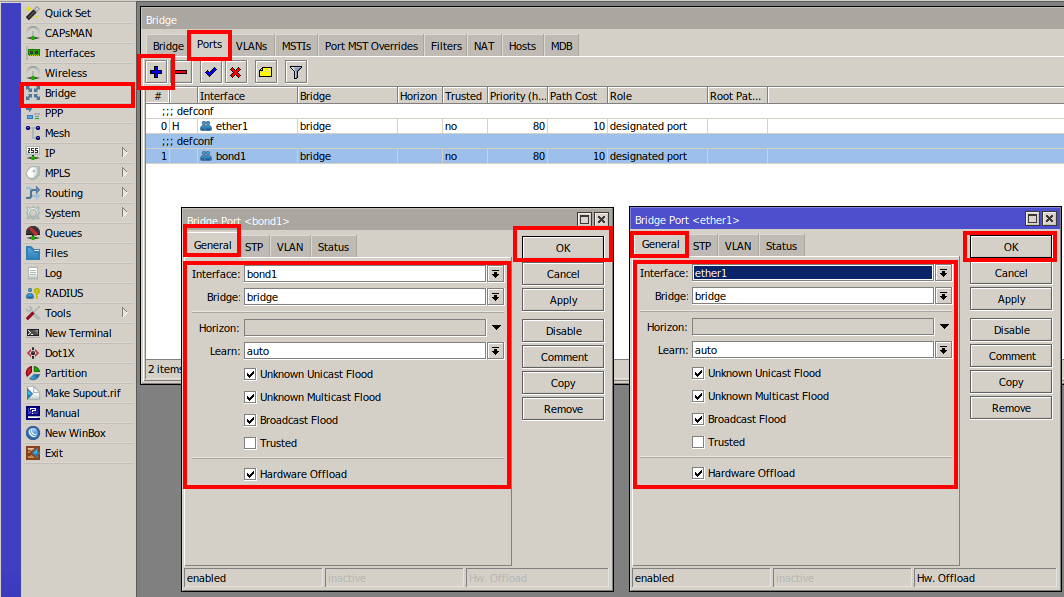 Quick Set
CAPsMAN
Interfaces
Wireless
Bridge
PPP
Mesh
255 IP
MPLS
Routing
System
Queues
Files
Log
RADIUS
Tools
New Terminal
Dot1X
Partition
Make Supout.rif
Manual
New WinBox
Exit
Bridge
Bridge Ports VLANs MSTIs Port MST Overrides Filters NAT Hosts MDB
# Interface Bridge Horizon Trusted Priority (h... Path Cost Role Root Pat...
;;; defconf
0 H ether1 bridge no 80 10 designated port
;;; defconf
1 bond1 bridge no 80 10 designated port
2 items
Bridge Port <bond1>
General STP VLAN Status
Interface: bond1
Bridge: bridge
Horizon:
Learn: auto
Unknown Unicast Flood
Unknown Multicast Flood
Broadcast Flood
Trusted
Hardware Offload
OK
Cancel
Apply
Disable
Comment
Copy
Remove
enabled inactive Hw. Offload
Bridge Port <ether1>
General STP VLAN Status
Interface: ether1
Bridge: bridge
Horizon:
Learn: auto
Unknown Unicast Flood
Unknown Multicast Flood
Broadcast Flood
Trusted
Hardware Offload
OK
Cancel
Apply
Disable
Comment
Copy
Remove
enabled inactive Hw. Offload